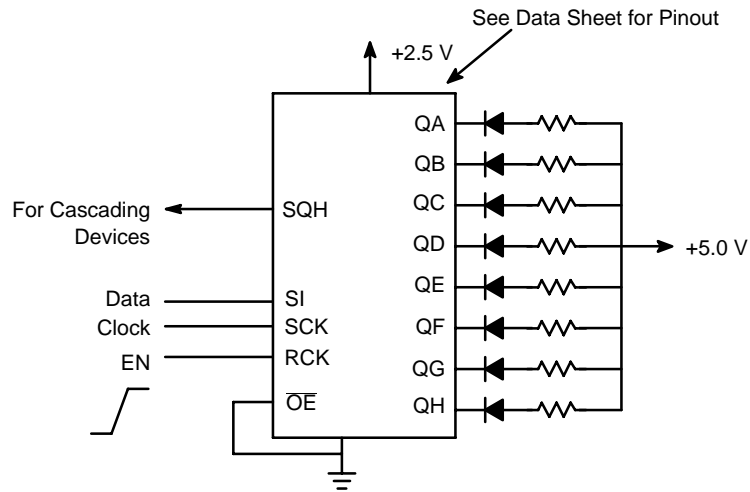 See Data Sheet for Pinout
+2.5 V
QA
QB
QC
QD
QE
QF
QG
QH
+5.0 V
For Cascading
Devices
SQH
Data
SI
Clock
SCK
EN
RCK
OE